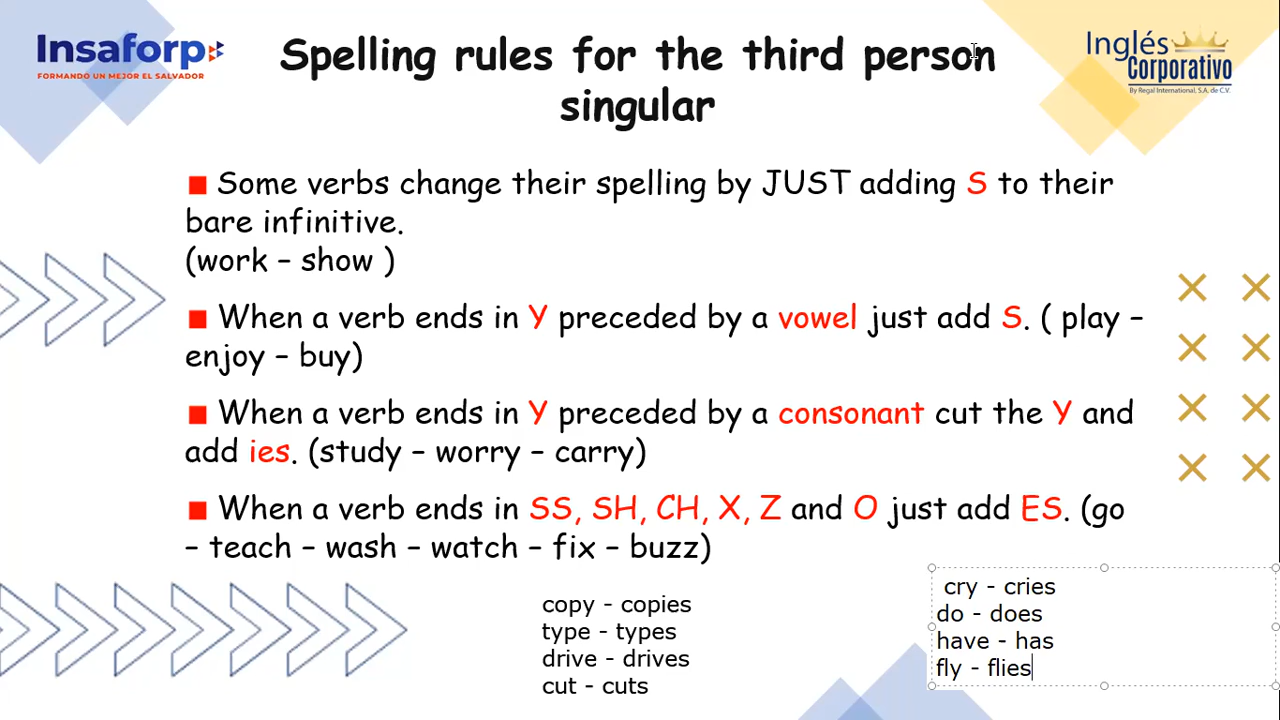 Insaforp
FORMANDO UN MEJOR EL SALVADOR
Spelling rules for the third person
singular
Inglés
Corporativo
By Regal International, S.A. de C.V.
■ Some verbs change their spelling by JUST adding S to their
bare infinitive.
(work – show )
■ When a verb ends in Y preceded by a vowel just add S. ( play –
enjoy – buy)
■ When a verb ends in Y preceded by a consonant cut the Y and
add ies. (study – worry – carry)
■ When a verb ends in SS, SH, CH, X, Z and O just add ES. (go
– teach – wash – watch – fix – buzz)
copy - copies
type - types
drive - drives
cut - cuts
cry - cries
do - does
have - has
fly - flies